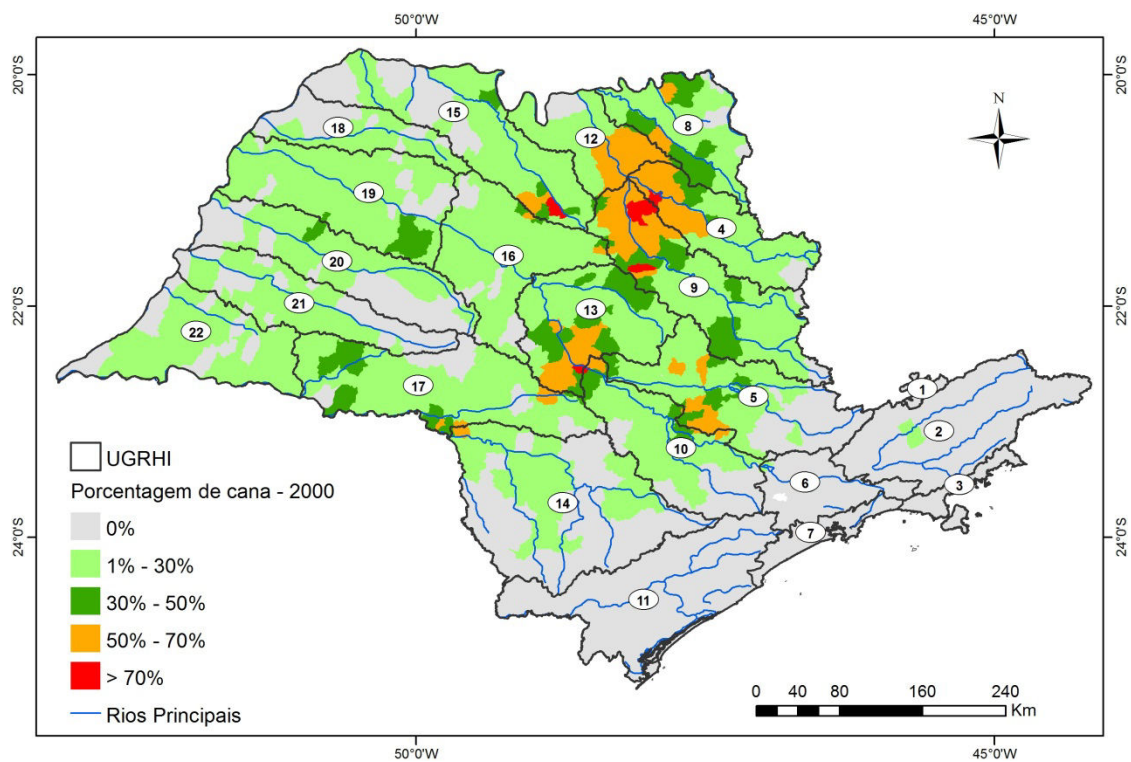 50°0'W
45°0'W
20°0'S
20°0'S
N
8
15
12
18
19
4
16
20
9
21
13
22
22°0'S
22°0'S
17
5
1
2
10
UGRHI
6
3
Porcentagem de cana - 2000
14
0%
7
24°0'S
24°0'S
1% - 30%
11
30% - 50%
50% - 70%
> 70%
0 40 80 160 240
Km
Rios Principais
50°0'W
45°0'W